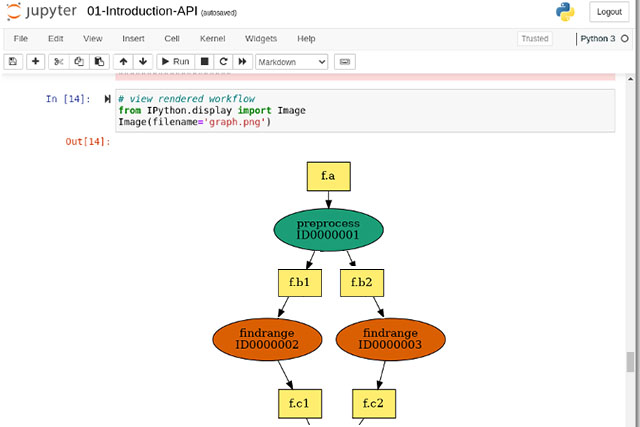 jupyter 01-Introduction-API (autosaved)
Logout
File Edit View Insert Cell Kernel Widgets Help
Trusted Python 3
Run Markdown
In [14]: # view rendered workflow
from IPython.display import Image
Image(filename='graph.png')
Out[14]:
f.a
preprocess
ID0000001
f.b1 f.b2
findrange findrange
ID0000002 ID0000003
f.c1 f.c2